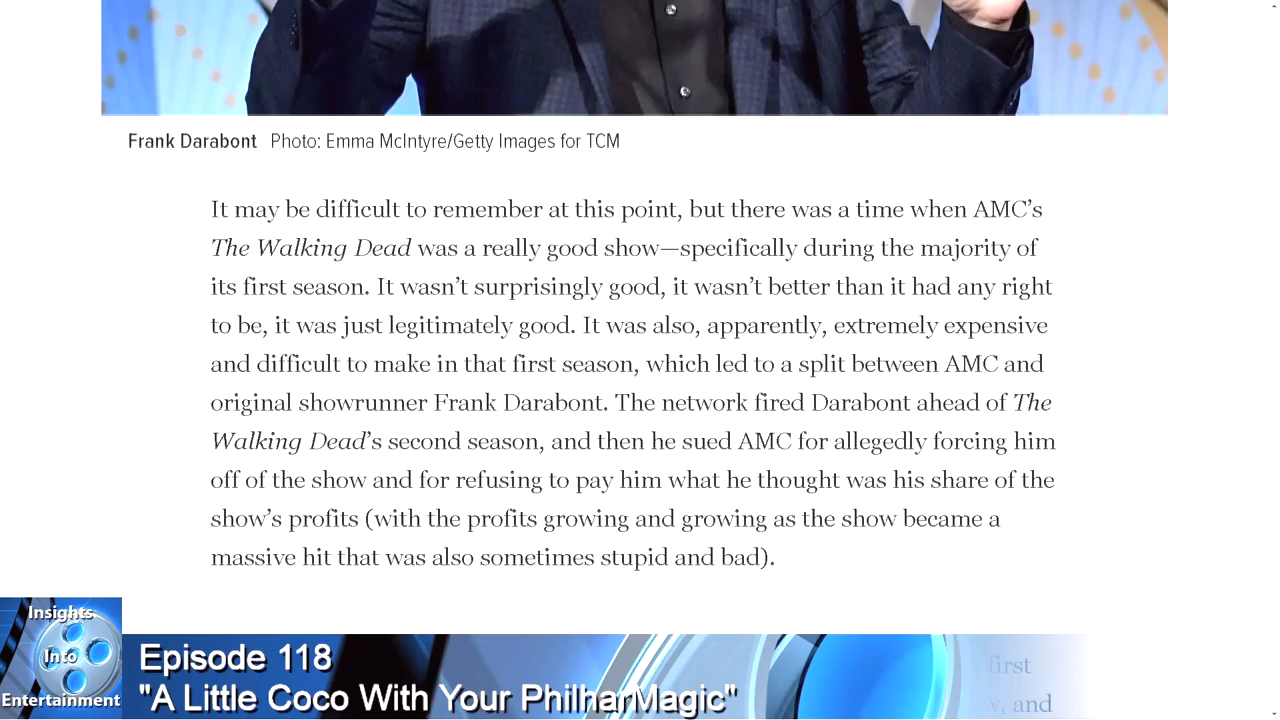 Frank Darabont Photo: Emma McIntyre/Getty Images for TCM
It may be difficult to remember at this point, but there was a time when AMC’s
The Walking Dead was a really good show—specifically during the majority of
its first season. It wasn’t surprisingly good, it wasn’t better than it had any right
to be, it was just legitimately good. It was also, apparently, extremely expensive
and difficult to make in that first season, which led to a split between AMC and
original showrunner Frank Darabont. The network fired Darabont ahead of The
Walking Dead’s second season, and then he sued AMC for allegedly forcing him
off of the show and for refusing to pay him what he thought was his share of the
show’s profits (with the profits growing and growing as the show became a
massive hit that was also sometimes stupid and bad).
Insights
Into
Entertainment
Episode 118
"A Little Coco With Your PhilharMagic"
first
and